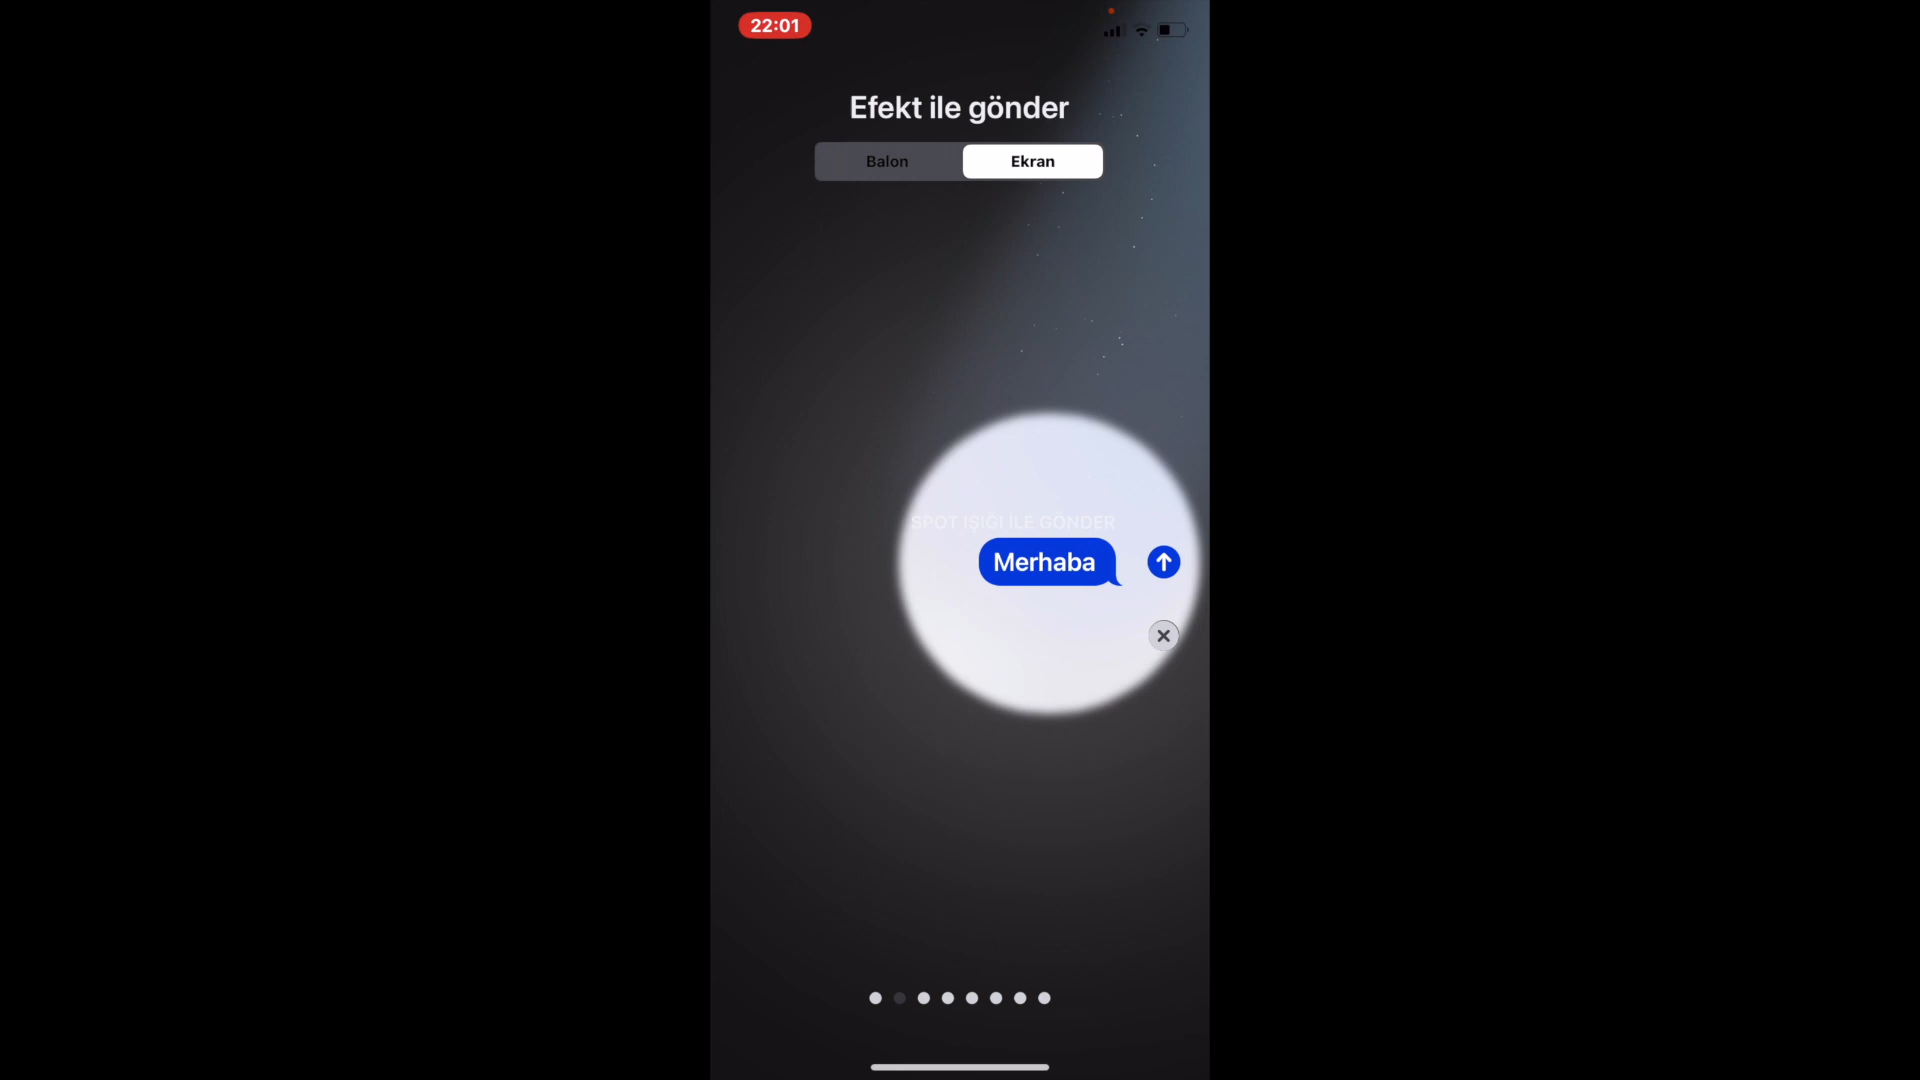 22:01
Efekt ile gönder
Balon
Ekran
SPOT IŞIĞI İLE GÖNDER
Merhaba